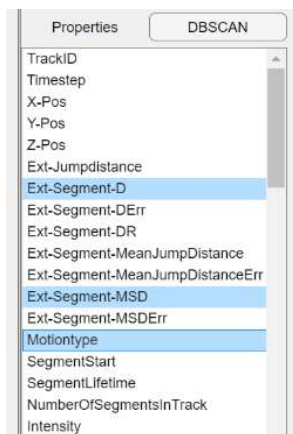 Properties DBSCAN
TrackID
Timestep
X-Pos
Y-Pos
Z-Pos
Ext-Jumpdistance
Ext-Segment-D
Ext-Segment-DErr
Ext-Segment-DR
Ext-Segment-MeanJumpDistance
Ext-Segment-MeanJumpDistanceErr
Ext-Segment-MSD
Ext-Segment-MSDErr
Motiontype
SegmentStart
SegmentLifetime
NumberOfSegmentsInTrack
Intensity